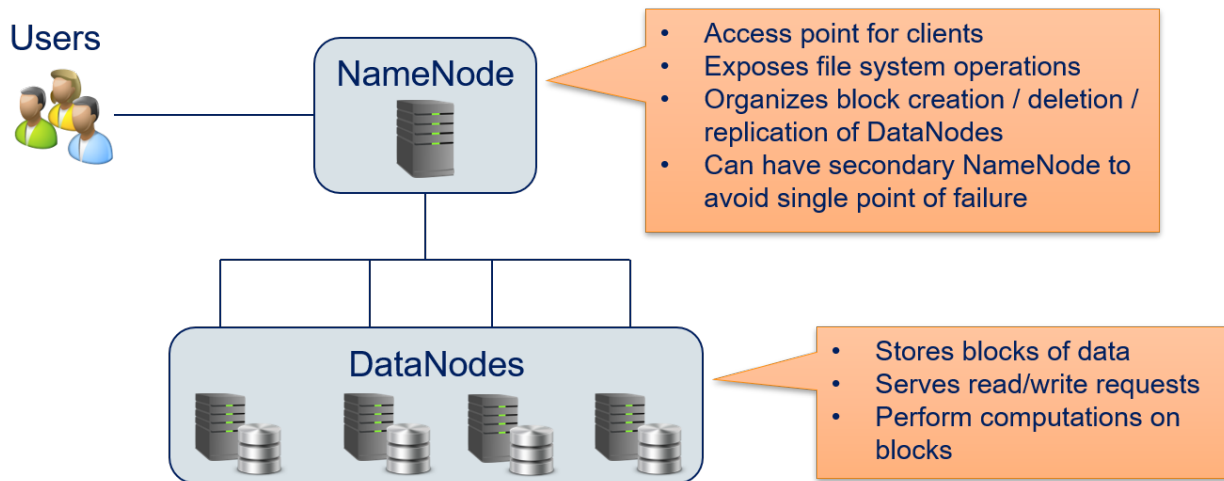 Users
NameNode
• Access point for clients
• Exposes file system operations
• Organizes block creation / deletion /
replication of DataNodes
• Can have secondary NameNode to
avoid single point of failure
DataNodes
• Stores blocks of data
• Serves read/write requests
• Perform computations on
blocks